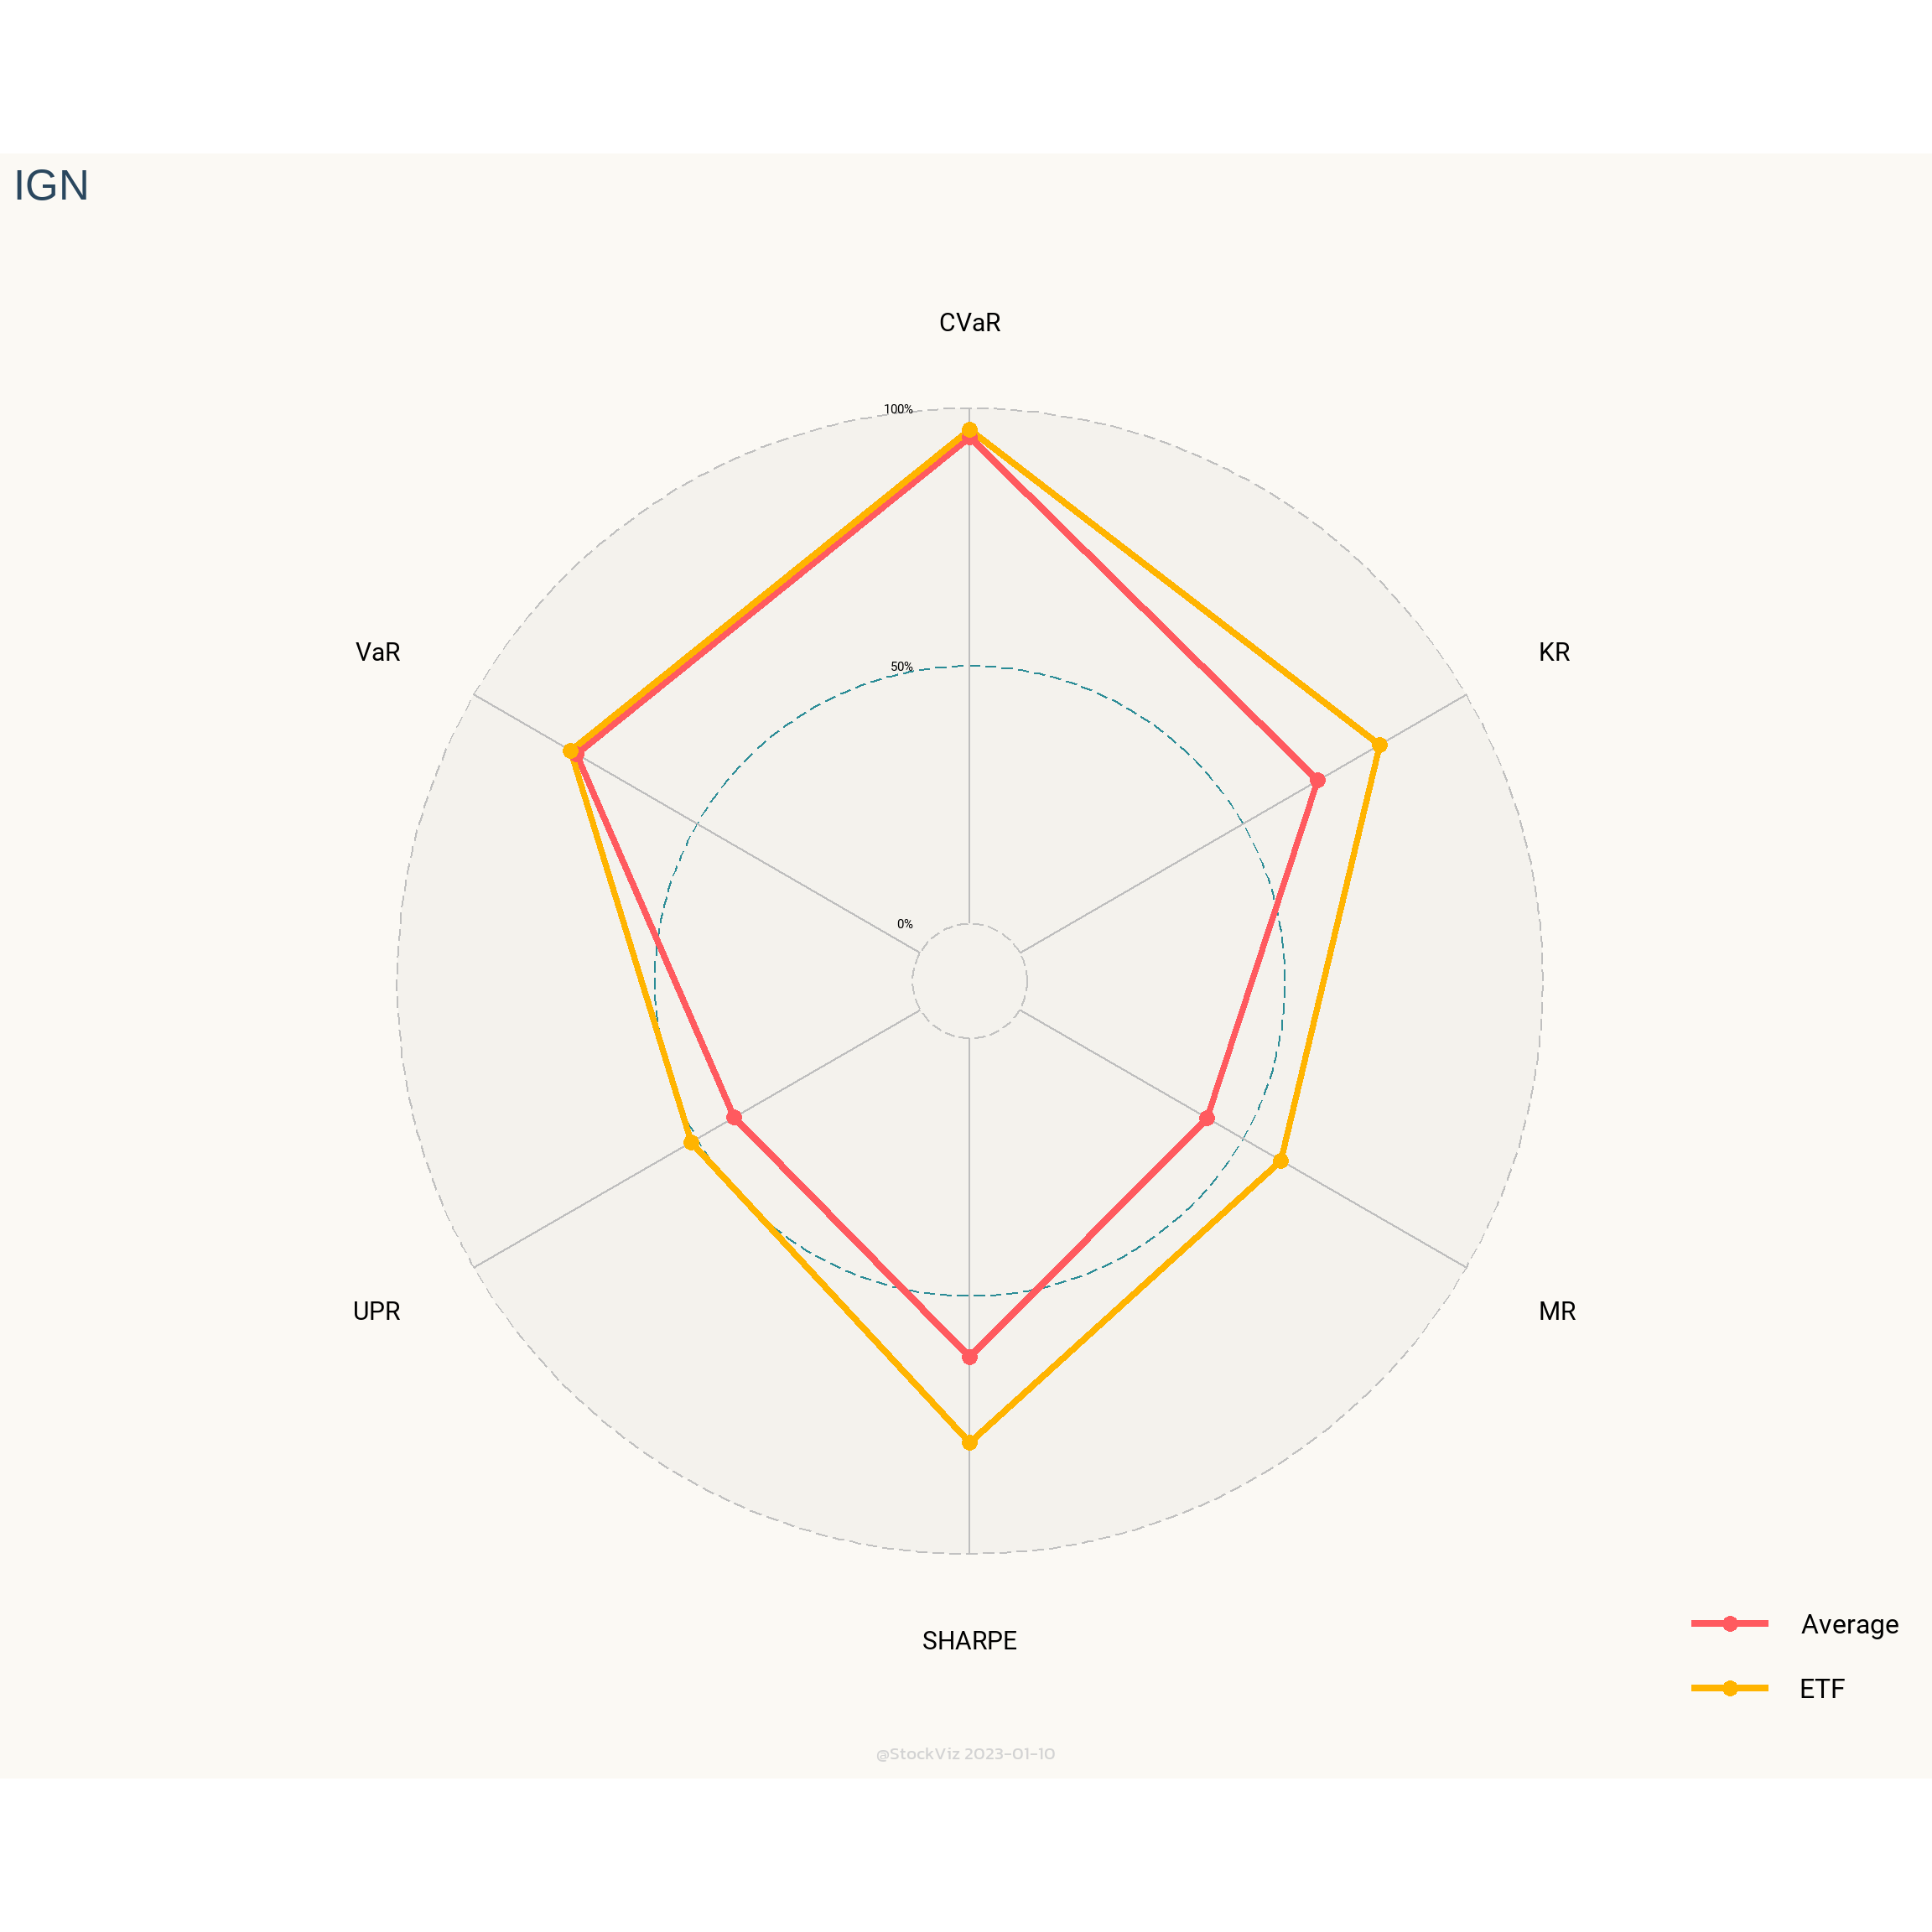 IGN
CVaR
100%
VaR
KR
50%
0%
UPR
MR
SHARPE
Average
ETF
@StockViz 2023-01-10